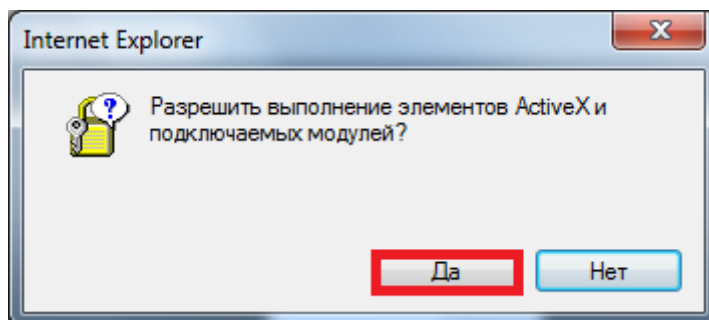 Internet Explorer
Разрешить выполнение элементов ActiveX и
подключаемых модулей?
Да
Нет